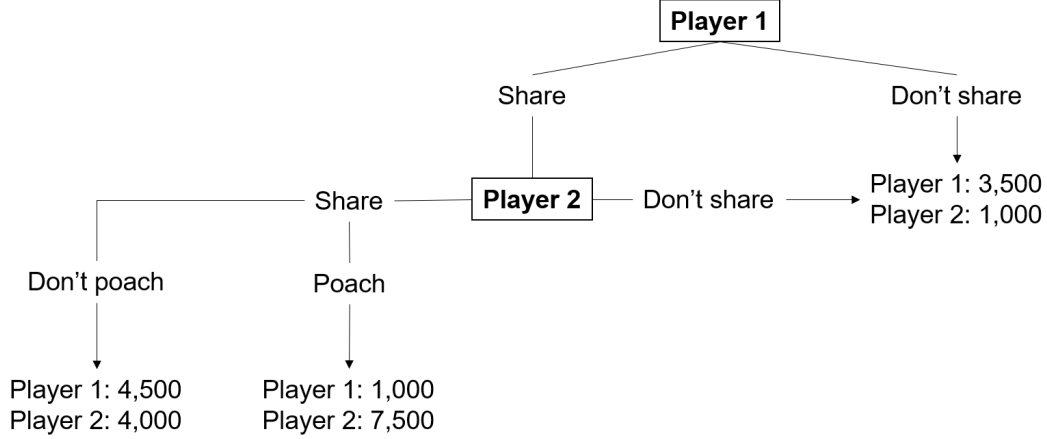 Player 1
Share
Don't share
Player 1: 3,500
Player 2: 1,000
Share
Player 2
Don't share
Don't poach
Poach
Player 1: 4,500
Player 2: 4,000
Player 1: 1,000
Player 2: 7,500